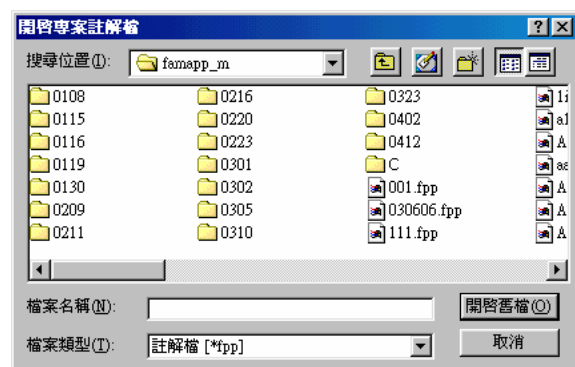 開啓專案註解檔
搜尋位置(I): famapp_m
0108 0216 0323
0115 0220 0402
0116 0223 0412
0119 0301 C
0130 0302 001.fpp
0209 0305 030606.fpp
0211 0310 111.fpp
檔案名稱(N): 開啓舊檔(O)
檔案類型(T): 註解檔 [*fpp] 取消